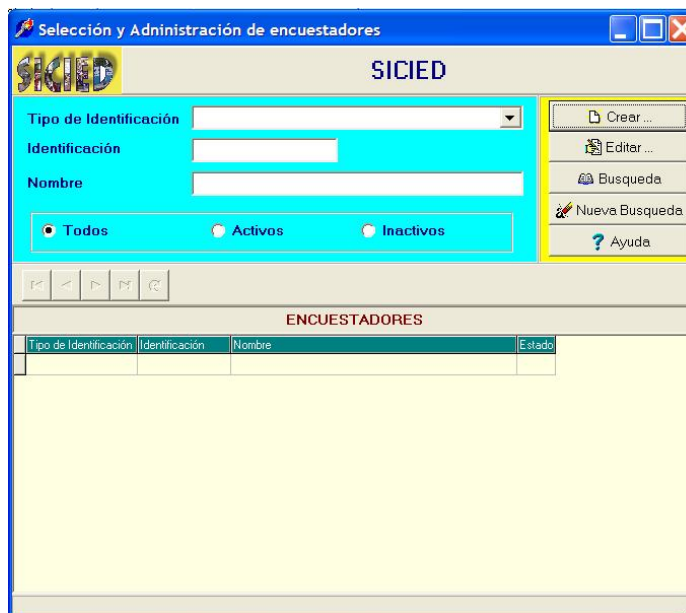 Selección y Adninistración de encuestadores
SICIED
SICIED
Tipo de Identificación
Identificación
Nombre
Todos
Activos
Inactivos
Crear ...
Editar ...
Busqueda
Nueva Busqueda
Ayuda
ENCUESTADORES
Tipo de Identificación Identificación Nombre Estado